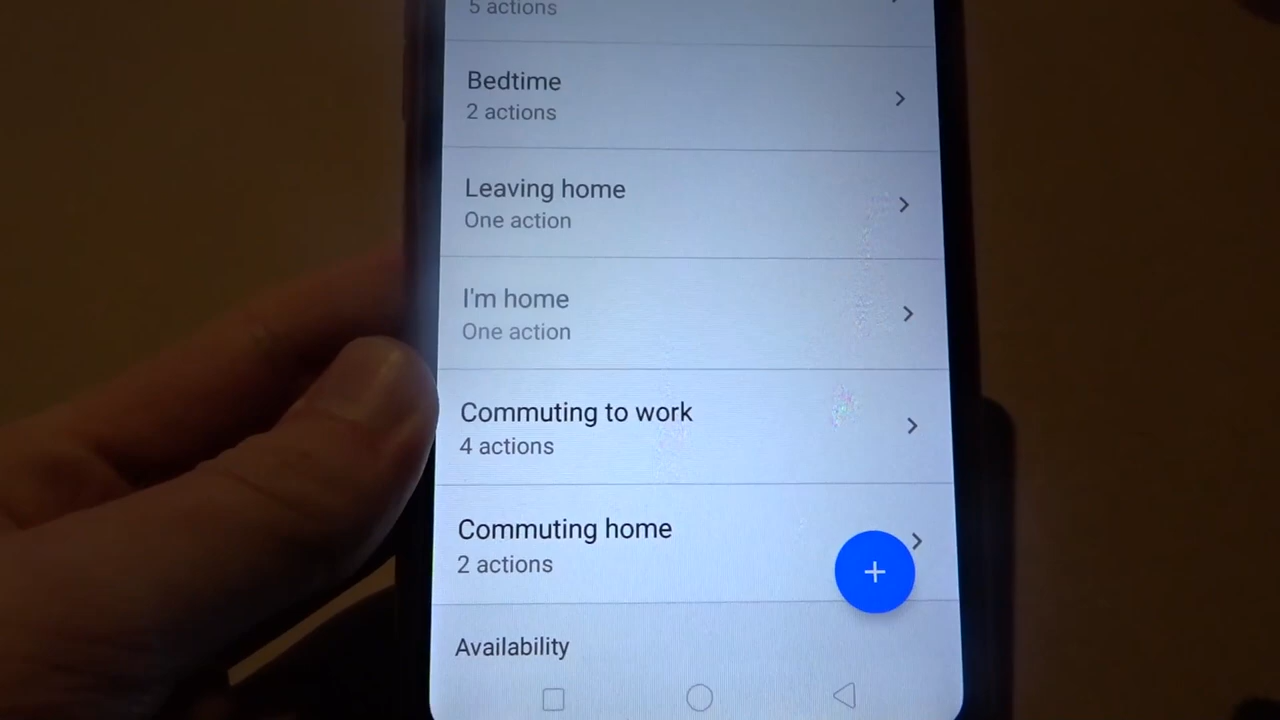 5 actions
Bedtime
2 actions
Leaving home
One action
I'm home
One action
Commuting to work
4 actions
Commuting home
2 actions
Availability